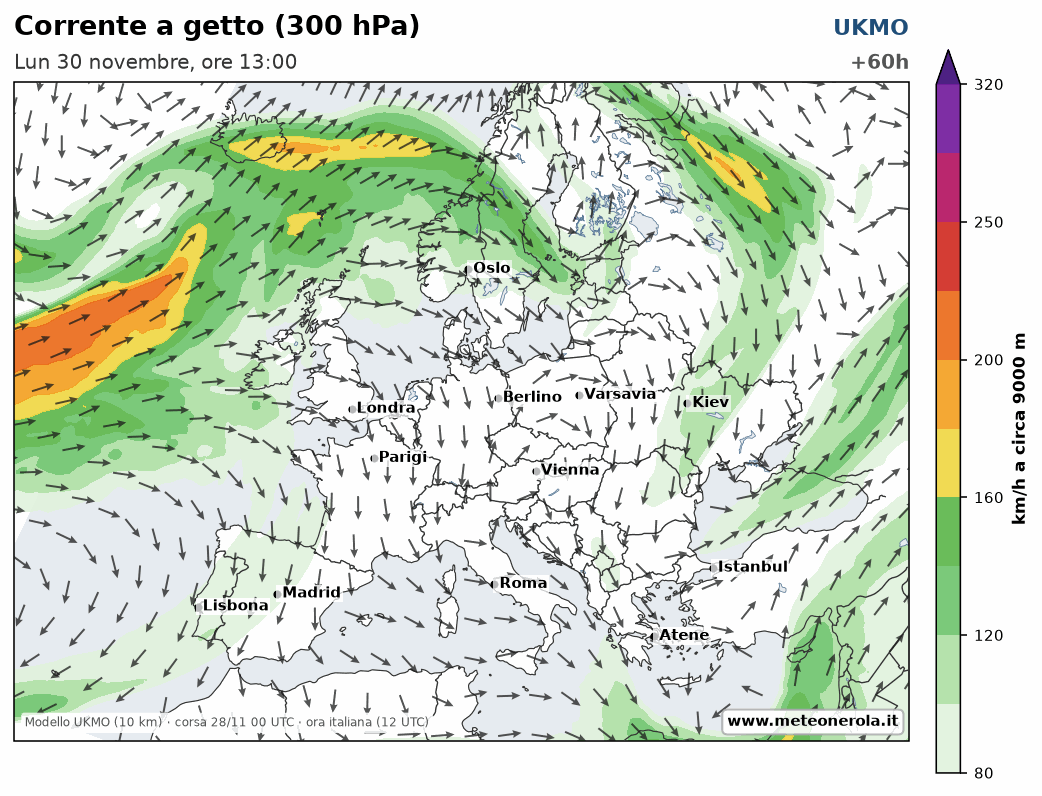 Corrente a getto (300 hPa)
UKMO
Lun 30 novembre, ore 13:00
+60h
320
250
200
160
120
80
km/h a circa 9000 m
Oslo
Berlino
Varsavia
Kiev
Londra
Parigi
Vienna
Istanbul
Roma
Madrid
Lisbona
Atene
Modello UKMO (10 km) · corsa 28/11 00 UTC · ora italiana (12 UTC)
www.meteonerola.it